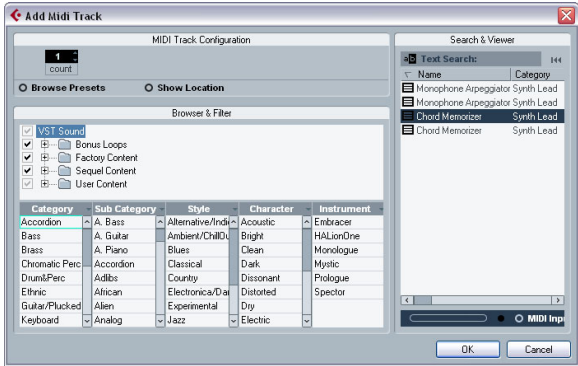 Add Midi Track
MIDI Track Configuration
1
count
Browse Presets
Show Location
Browser & Filter
VST Sound
Bonus Loops
Factory Content
Sequel Content
User Content
Category Sub Category Style Character Instrument
Accordion A. Bass Alternative/Indi Acoustic Embracer
Bass A. Guitar Ambient/ChillOu Bright HALionOne
Brass A. Piano Blues Clean Monologue
Chromatic Perc Accordion Classical Dark Mystic
Drum&Perc Adlibs Country Dissonant Prologue
Ethnic African Electronica/Dan Distorted Spector
Guitar/Plucked Alien Experimental Dry
Keyboard Analog Jazz Electric
Search & Viewer
ab Text Search:
Name Category
Monophone Arpeggiator Synth Lead
Monophone Arpeggiator Synth Lead
Chord Memorizer Synth Lead
Chord Memorizer Synth Lead
MIDI Inp
OK Cancel